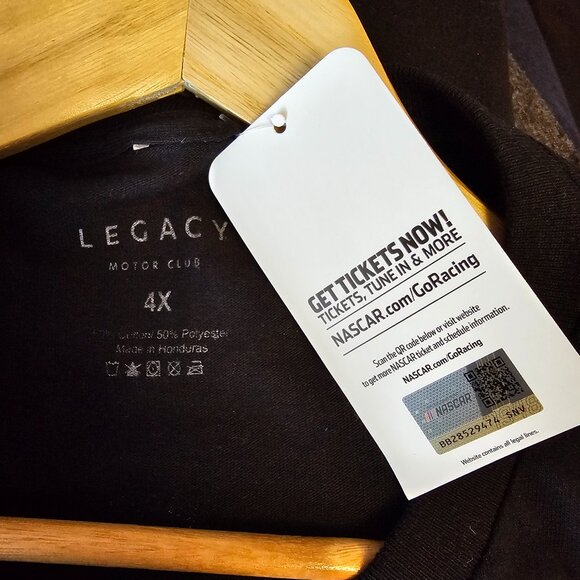 LEGACY
MOTOR CLUB
4X
Cotton/ 50% Polyester
Made in Honduras
GET TICKETS NOW!
TICKETS, TUNE IN & MORE
NASCAR.com/GoRacing
Scan the QR code below or visit website
to get more NASCAR ticket and schedule information.
NASCAR.com/GoRacing
NASCAR
BB28529474 SNV
Website contains all legal lines.